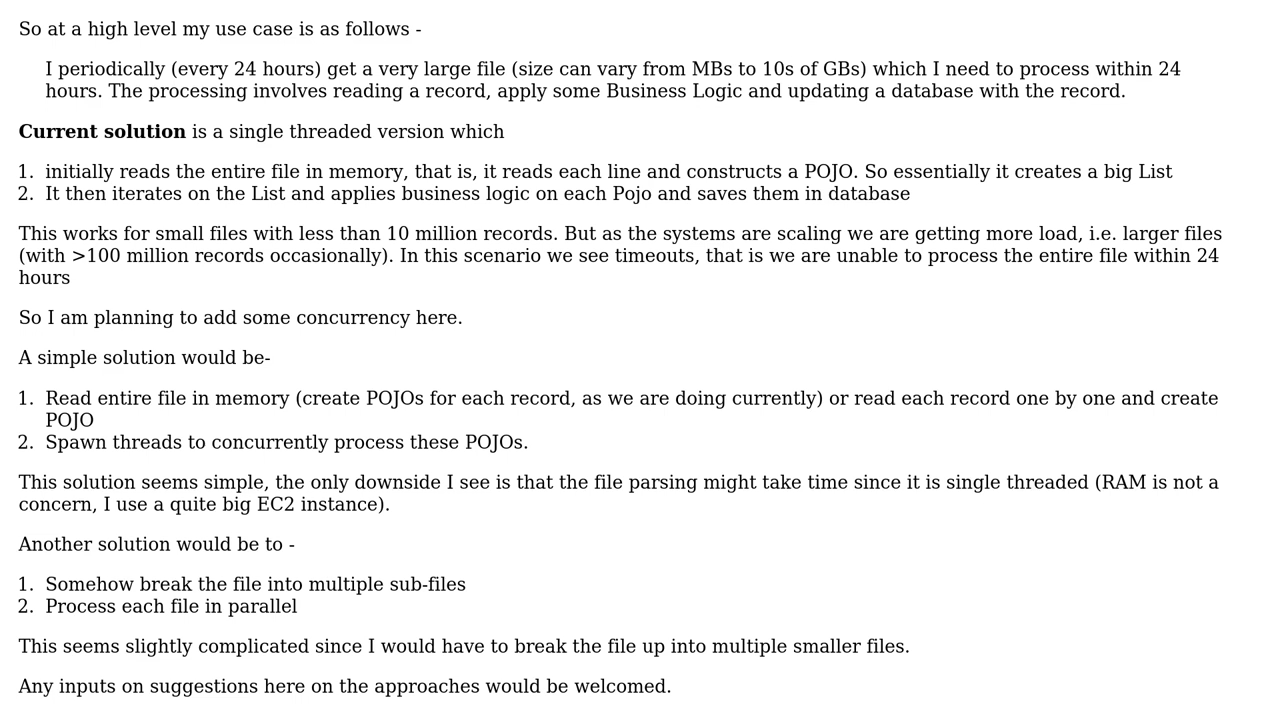 So at a high level my use case is as follows -
I periodically (every 24 hours) get a very large file (size can vary from MBs to 10s of GBs) which I need to process within 24
hours. The processing involves reading a record, apply some Business Logic and updating a database with the record.
Current solution is a single threaded version which
1. initially reads the entire file in memory, that is, it reads each line and constructs a POJO. So essentially it creates a big List
2. It then iterates on the List and applies business logic on each Pojo and saves them in database
This works for small files with less than 10 million records. But as the systems are scaling we are getting more load, i.e. larger files
(with >100 million records occasionally). In this scenario we see timeouts, that is we are unable to process the entire file within 24
hours
So I am planning to add some concurrency here.
A simple solution would be-
1. Read entire file in memory (create POJOs for each record, as we are doing currently) or read each record one by one and create
POJO
2. Spawn threads to concurrently process these POJOs.
This solution seems simple, the only downside I see is that the file parsing might take time since it is single threaded (RAM is not a
concern, I use a quite big EC2 instance).
Another solution would be to -
1. Somehow break the file into multiple sub-files
2. Process each file in parallel
This seems slightly complicated since I would have to break the file up into multiple smaller files.
Any inputs on suggestions here on the approaches would be welcomed.